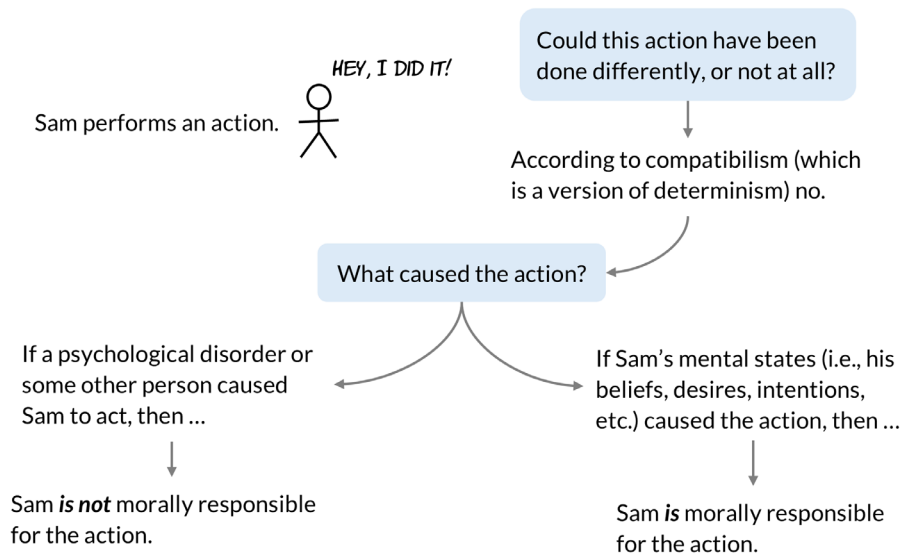 HEY, I DID IT!
Sam performs an action.
Could this action have been
done differently, or not at all?
According to compatibilism (which
is a version of determinism) no.
What caused the action?
If a psychological disorder or
some other person caused
Sam to act, then ...
Sam is not morally responsible
for the action.
If Sam’s mental states (i.e., his
beliefs, desires, intentions,
etc.) caused the action, then ...
Sam is morally responsible
for the action.